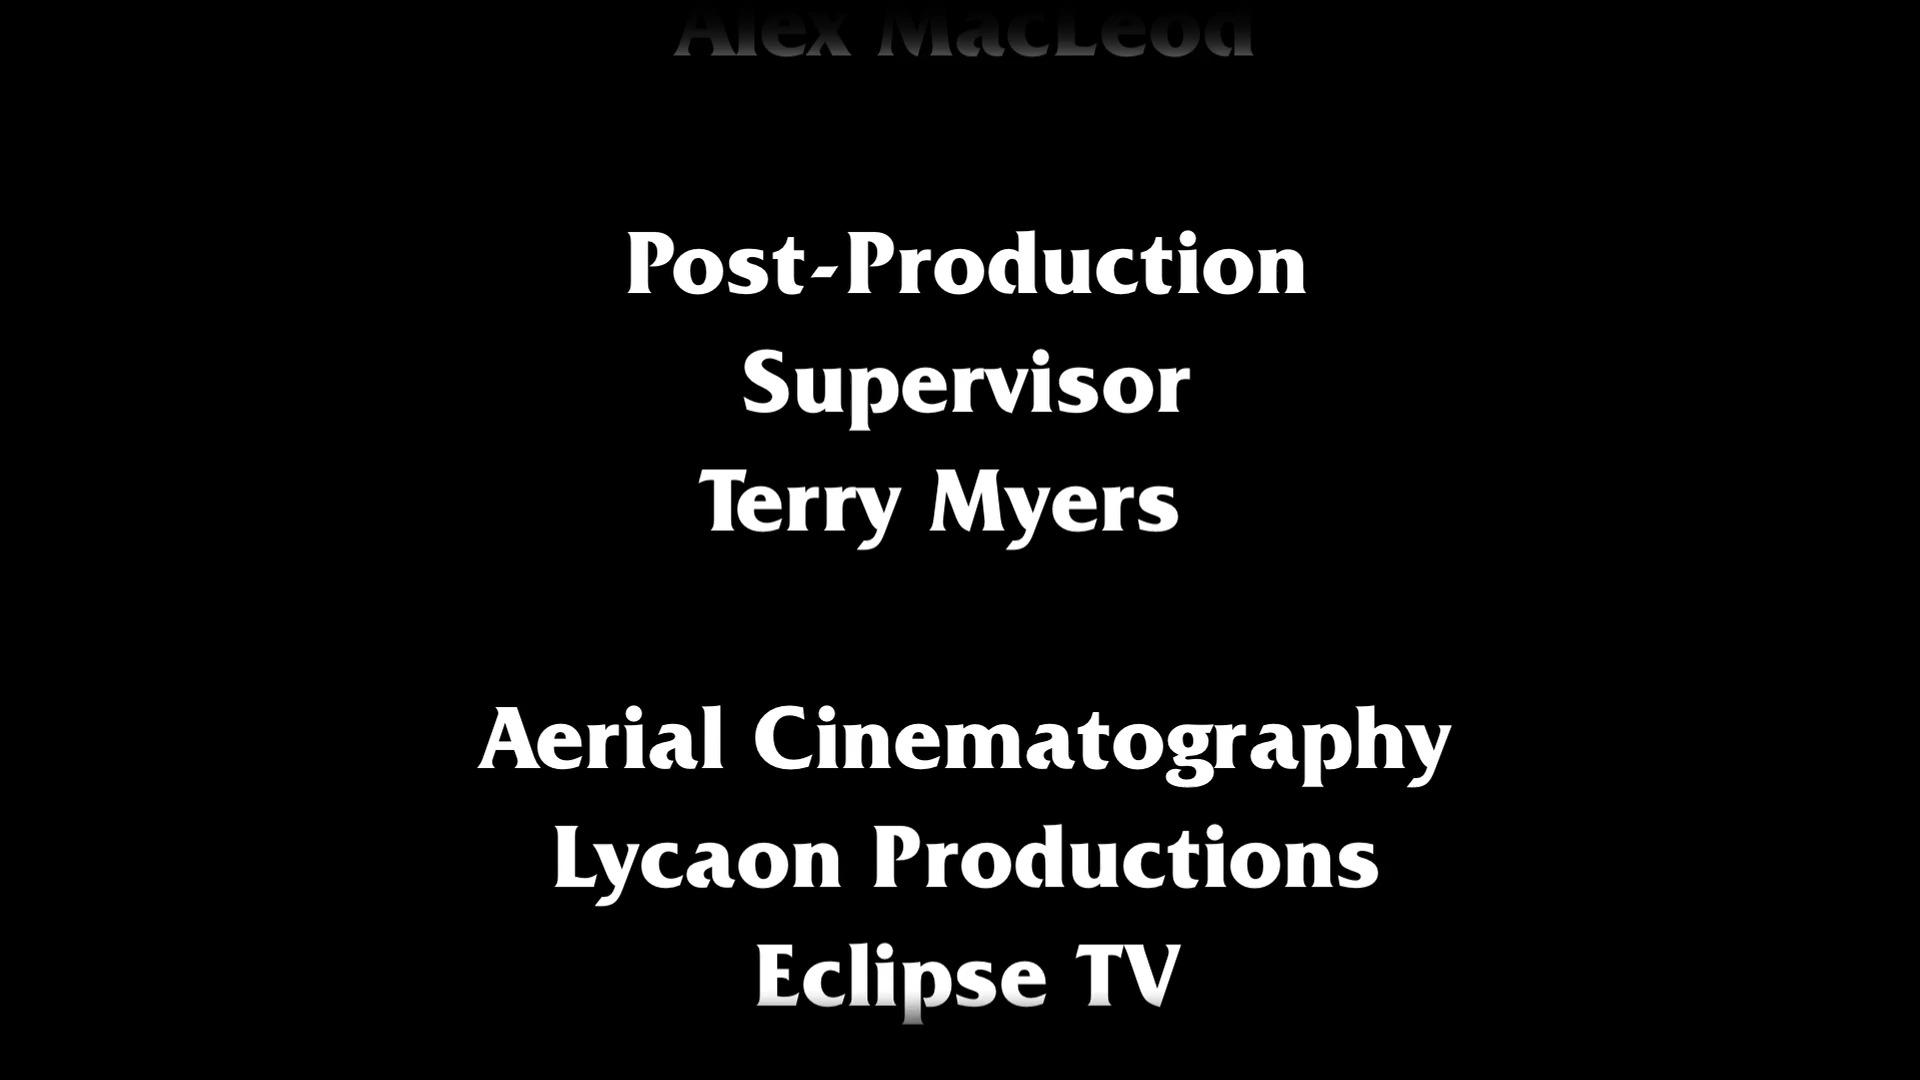 Alex MacLeod
Post-Production
Supervisor
Terry Myers
Aerial Cinematography
Lycaon Productions
Eclipse TV